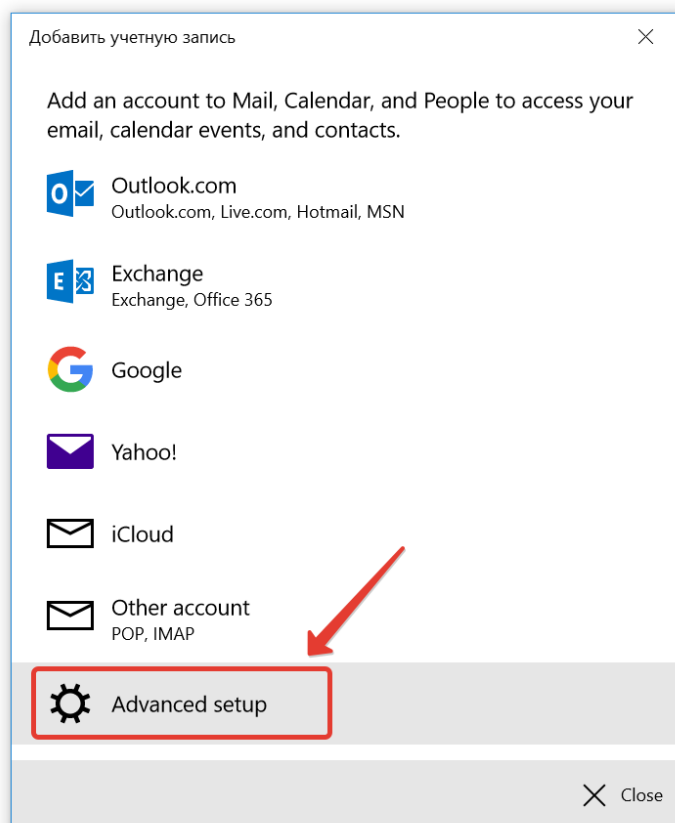 Добавить учетную запись
Add an account to Mail, Calendar, and People to access your
email, calendar events, and contacts.
Outlook.com
Outlook.com, Live.com, Hotmail, MSN
Exchange
Exchange, Office 365
Google
Yahoo!
iCloud
Other account
POP, IMAP
Advanced setup
Close